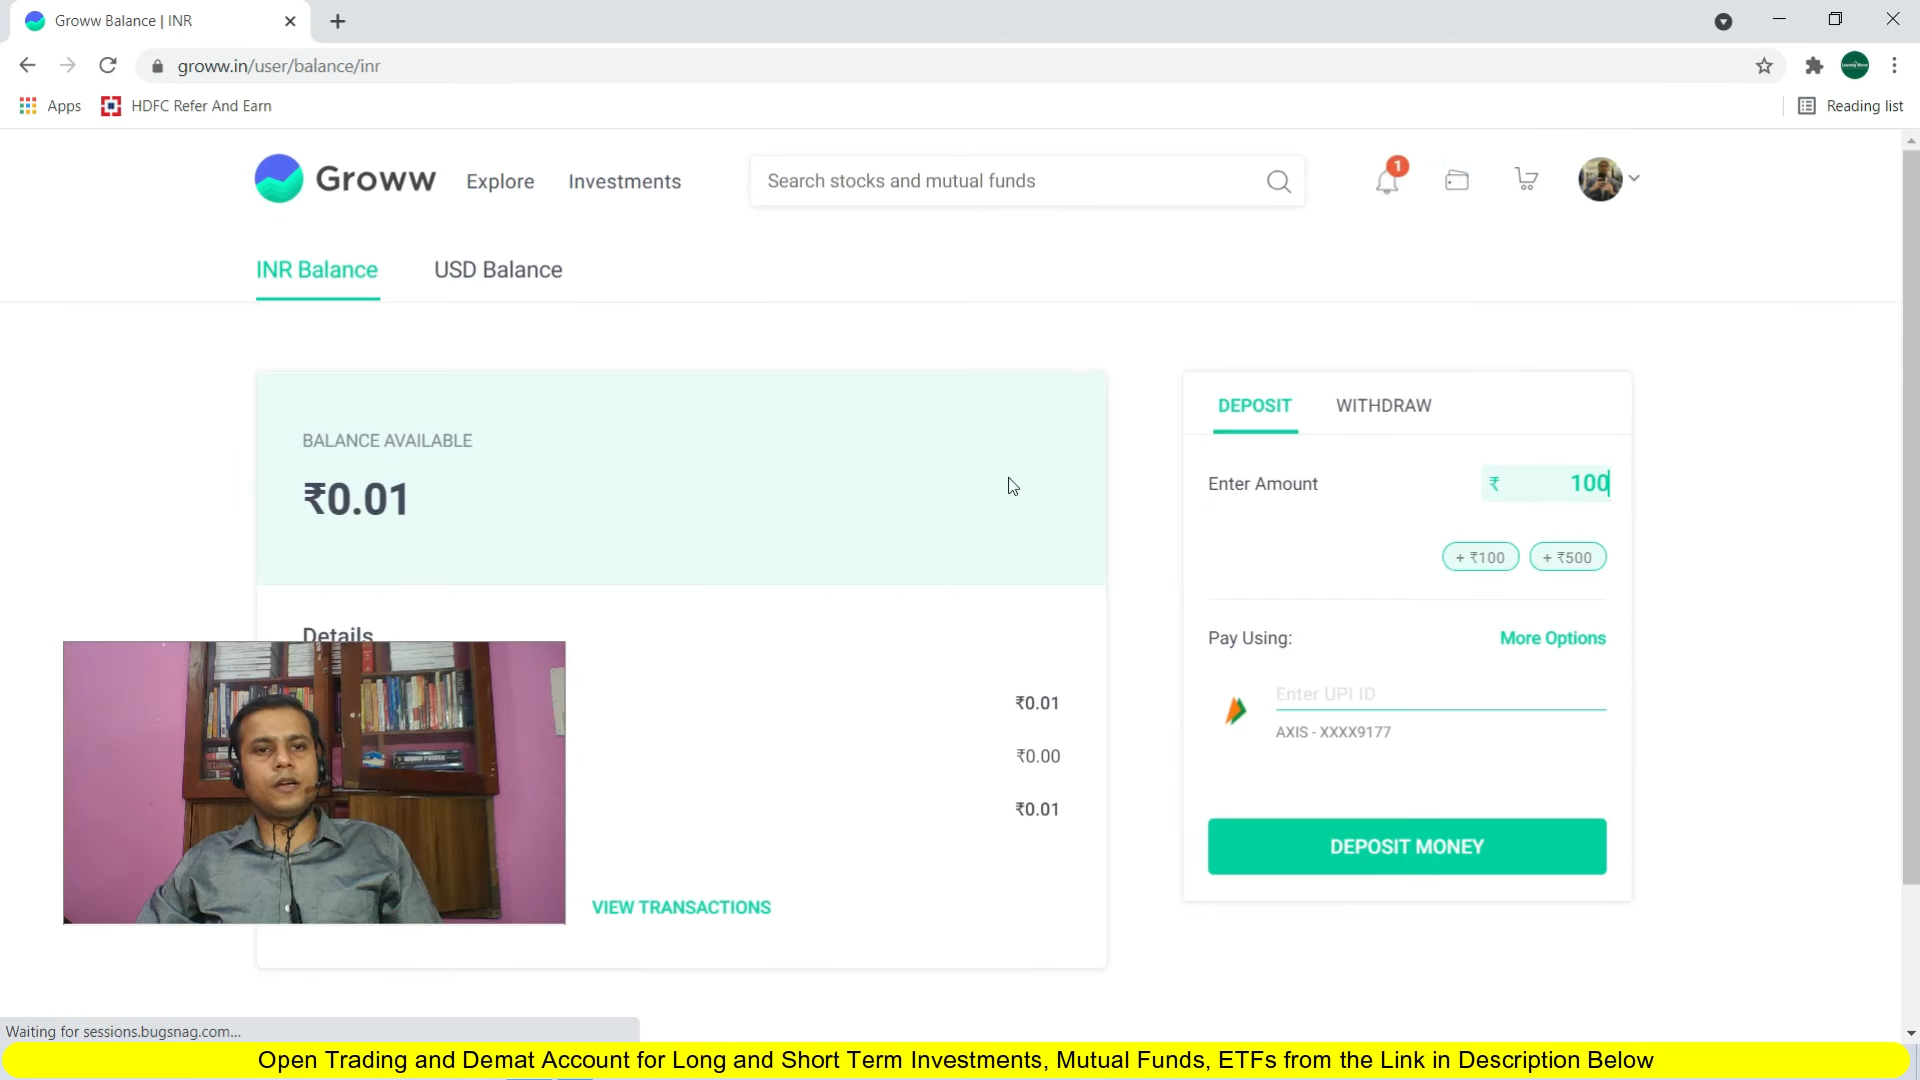 Groww Balance | INR
groww.in/user/balance/inr
Apps
HDFC Refer And Earn
Reading list
Groww
Explore
Investments
Search stocks and mutual funds
1
INR Balance
USD Balance
BALANCE AVAILABLE
₹0.01
Details
₹0.01
₹0.00
₹0.01
VIEW TRANSACTIONS
DEPOSIT
WITHDRAW
Enter Amount
₹ 100
+ ₹100
+ ₹500
Pay Using:
More Options
Enter UPI ID
AXIS - XXXX9177
DEPOSIT MONEY
Waiting for sessions.bugsnag.com...
Open Trading and Demat Account for Long and Short Term Investments, Mutual Funds, ETFs from the Link in Description Below